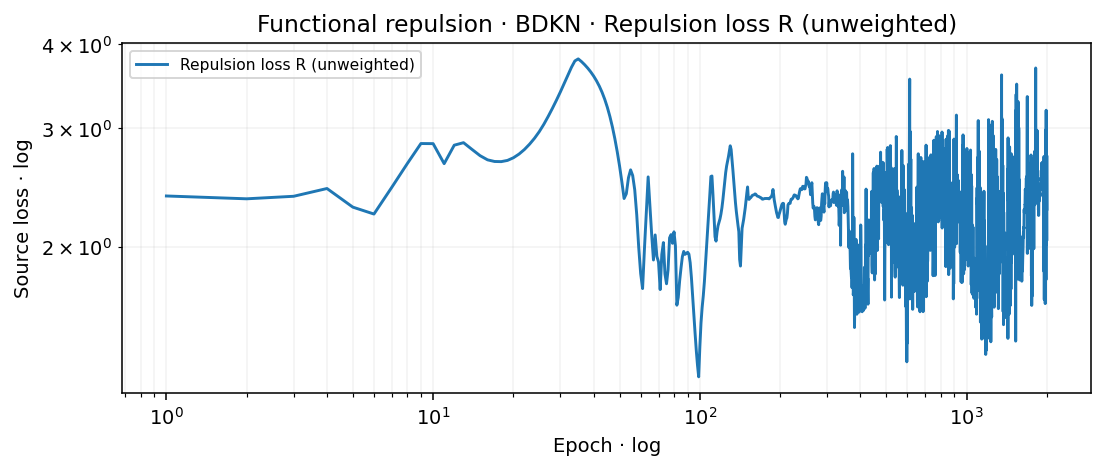 Functional repulsion · BDKN · Repulsion loss R (unweighted)
4 × 10⁰
Repulsion loss R (unweighted)
3 × 10⁰
2 × 10⁰
Source loss · log
10⁰ 10¹ 10² 10³
Epoch · log